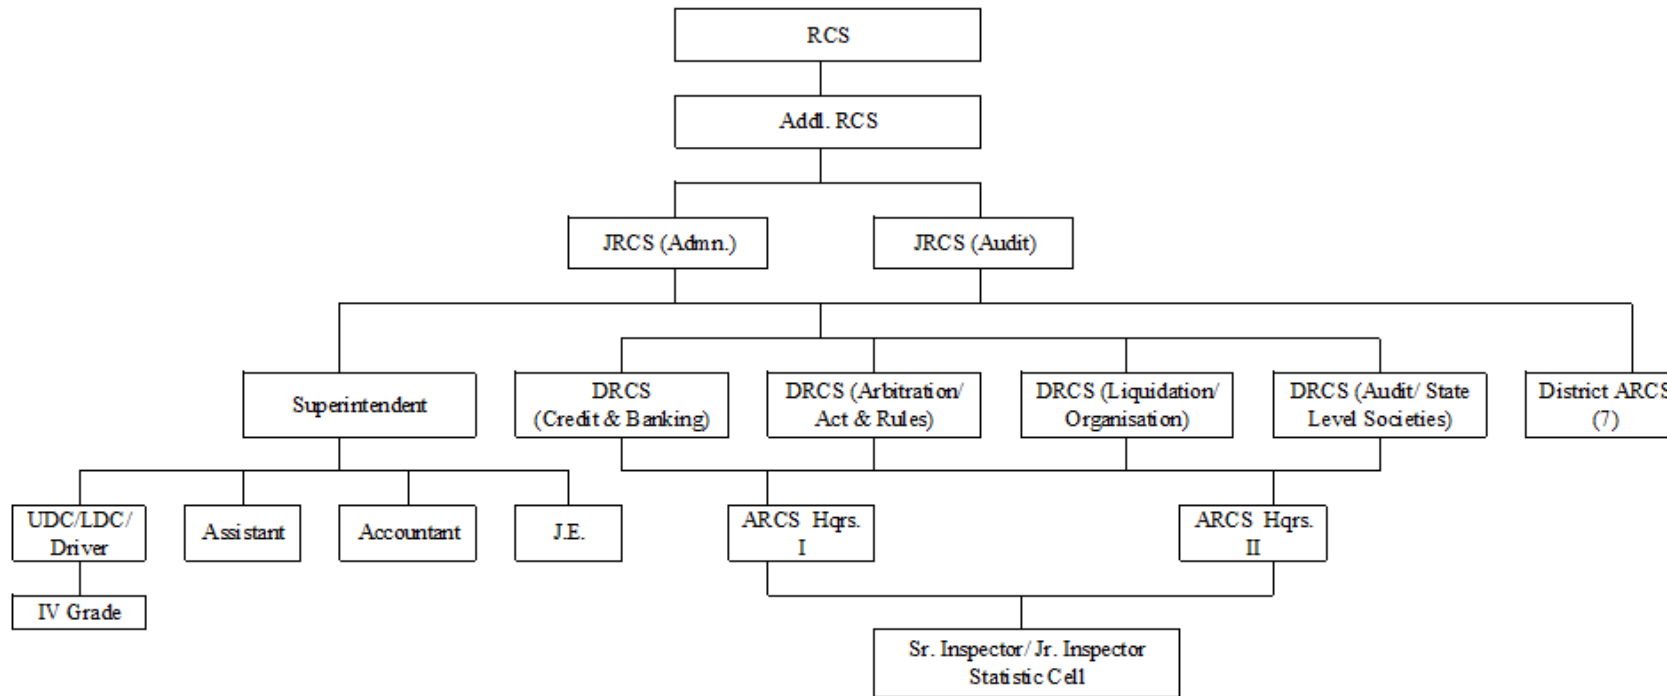 RCS
Addl. RCS
JRCS (Admn.)
JRCS (Audit)
Superintendent
DRCS
(Credit & Banking)
DRCS (Arbitration/
Act & Rules)
DRCS (Liquidation/
Organisation)
DRCS (Audit/ State
Level Societies)
District ARCS
(7)
UDC/LDC/
Driver
Assistant
Accountant
J.E.
ARCS Hqrs.
I
ARCS Hqrs.
II
IV Grade
Sr. Inspector/ Jr. Inspector
Statistic Cell